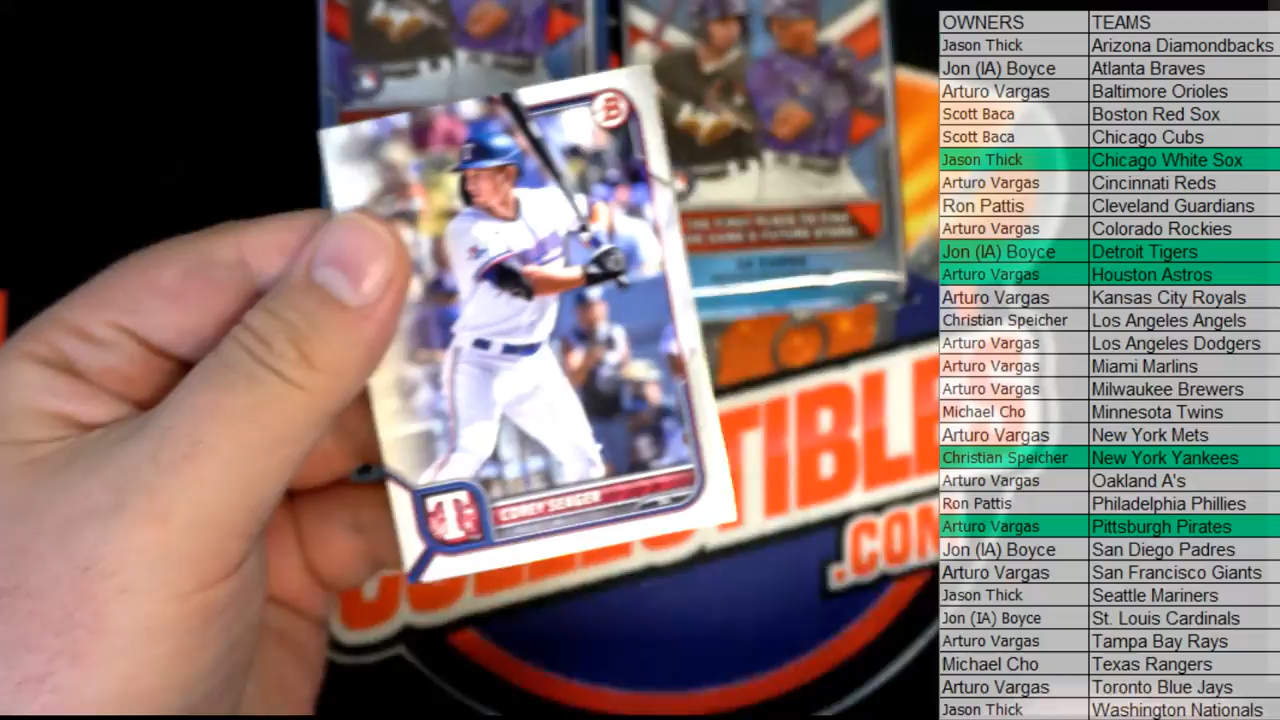 COREY SEAGER
T
B
TIBLE
.COM
OWNERS TEAMS
Jason Thick Arizona Diamondbacks
Jon (IA) Boyce Atlanta Braves
Arturo Vargas Baltimore Orioles
Scott Baca Boston Red Sox
Scott Baca Chicago Cubs
Jason Thick Chicago White Sox
Arturo Vargas Cincinnati Reds
Ron Pattis Cleveland Guardians
Arturo Vargas Colorado Rockies
Jon (IA) Boyce Detroit Tigers
Arturo Vargas Houston Astros
Arturo Vargas Kansas City Royals
Christian Speicher Los Angeles Angels
Arturo Vargas Los Angeles Dodgers
Arturo Vargas Miami Marlins
Arturo Vargas Milwaukee Brewers
Michael Cho Minnesota Twins
Arturo Vargas New York Mets
Christian Speicher New York Yankees
Arturo Vargas Oakland A's
Ron Pattis Philadelphia Phillies
Arturo Vargas Pittsburgh Pirates
Jon (IA) Boyce San Diego Padres
Arturo Vargas San Francisco Giants
Jason Thick Seattle Mariners
Jon (IA) Boyce St. Louis Cardinals
Arturo Vargas Tampa Bay Rays
Michael Cho Texas Rangers
Arturo Vargas Toronto Blue Jays
Jason Thick Washington Nationals